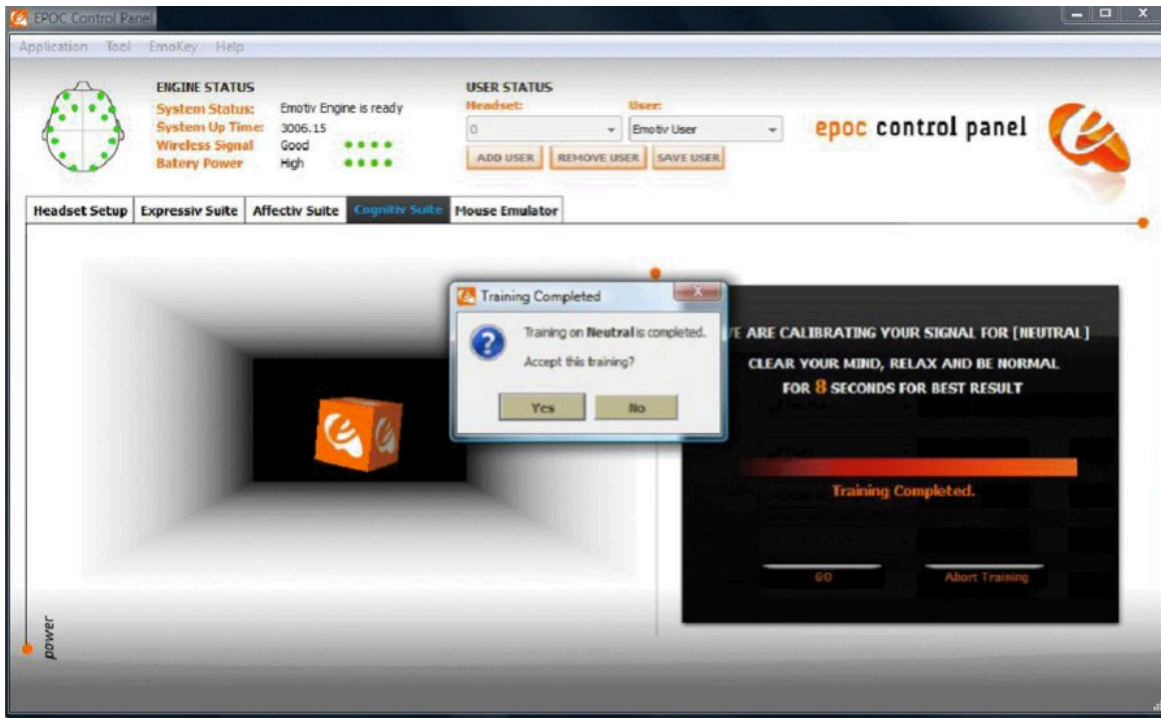 EPOC Control Panel
Application Tool EmoKey Help
ENGINE STATUS
System Status: Emotiv Engine is ready
System Up Time: 3006.15
Wireless Signal Good
Batery Power High
USER STATUS
Headset: User:
0 Emotiv User
ADD USER REMOVE USER SAVE USER
epoc control panel
Headset Setup Expressiv Suite Affectiv Suite Cognitiv Suite Mouse Emulator
Training Completed
Training on Neutral is completed.
Accept this training?
Yes No
ARE CALIBRATING YOUR SIGNAL FOR [NEUTRAL]
CLEAR YOUR MIND, RELAX AND BE NORMAL
FOR 8 SECONDS FOR BEST RESULT
Training Completed.
GO Abort Training
power